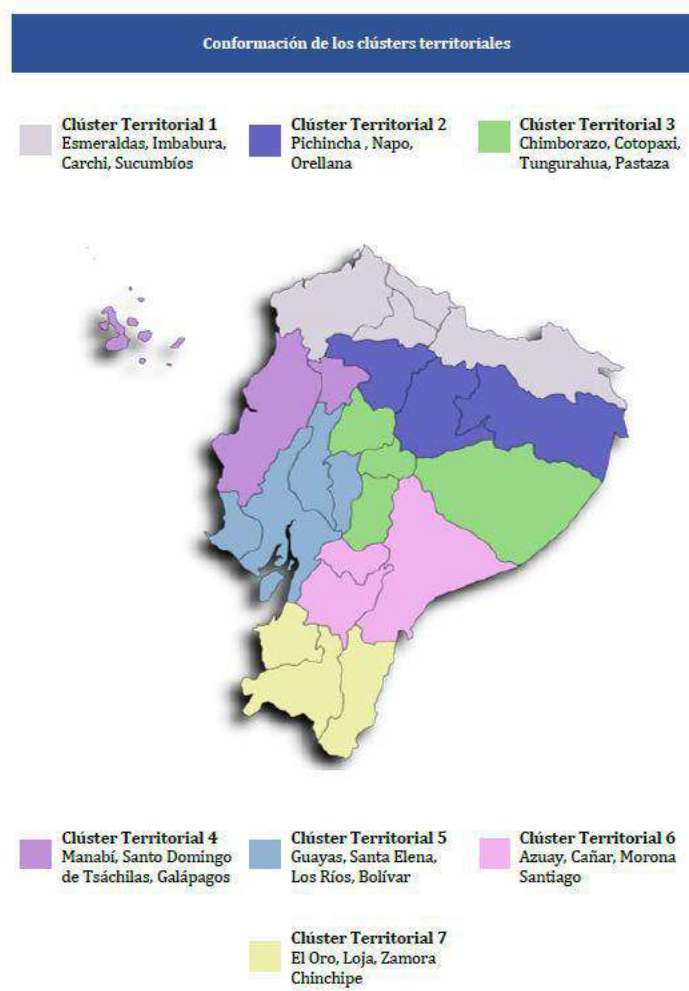 Conformación de los clústers territoriales
Clúster Territorial 1
Esmeraldas, Imbabura,
Carchi, Sucumbíos
Clúster Territorial 2
Pichincha , Napo,
Orellana
Clúster Territorial 3
Chimborazo, Cotopaxi,
Tungurahua, Pastaza
Clúster Territorial 4
Manabí, Santo Domingo
de Tsáchilas, Galápagos
Clúster Territorial 5
Guayas, Santa Elena,
Los Ríos, Bolívar
Clúster Territorial 6
Azuay, Cañar, Morona
Santiago
Clúster Territorial 7
El Oro, Loja, Zamora
Chinchipe